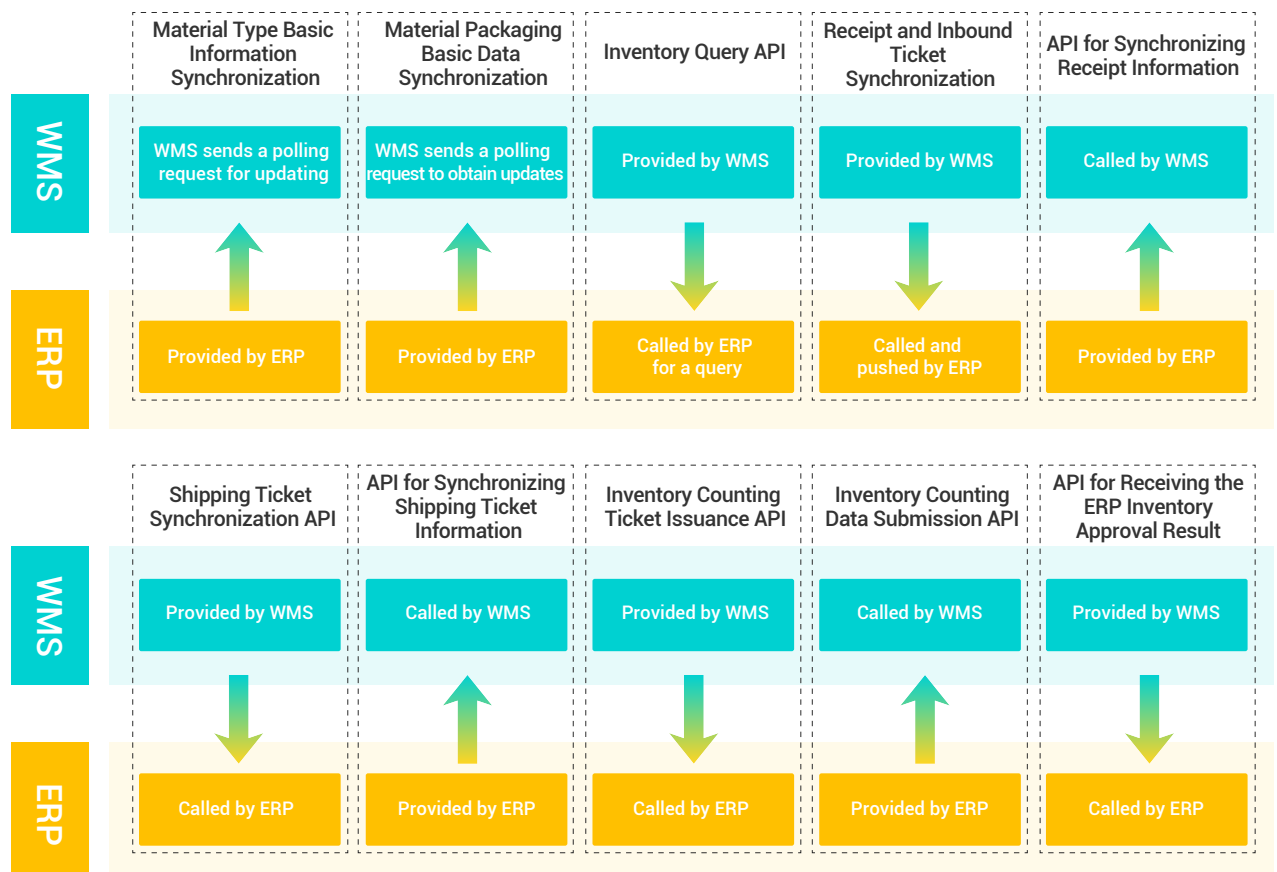 Material Type Basic
Information
Synchronization
Material Packaging
Basic Data
Synchronization
Inventory Query API
Receipt and Inbound
Ticket
Synchronization
API for Synchronizing
Receipt Information
WMS
WMS sends a polling
request for updating
WMS sends a polling
request to obtain updates
Provided by WMS
Provided by WMS
Called by WMS
ERP
Provided by ERP
Provided by ERP
Called by ERP
for a query
Called and
pushed by ERP
Provided by ERP
Shipping Ticket
Synchronization API
API for Synchronizing
Shipping Ticket
Information
Inventory Counting
Ticket Issuance API
Inventory Counting
Data Submission API
API for Receiving the
ERP Inventory
Approval Result
WMS
Provided by WMS
Called by WMS
Provided by WMS
Called by WMS
Provided by WMS
ERP
Called by ERP
Provided by ERP
Called by ERP
Provided by ERP
Called by ERP